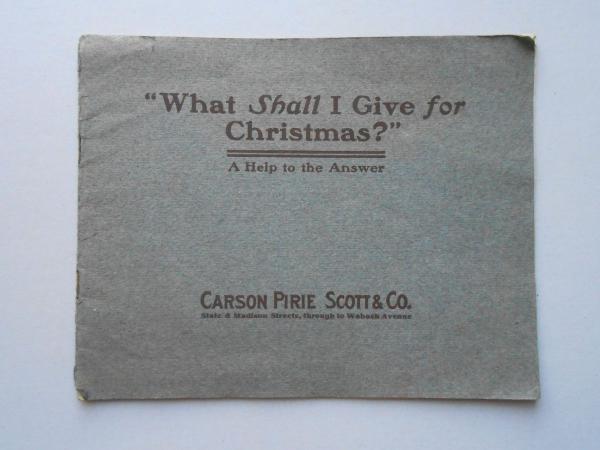 "What Shall I Give for
Christmas?"
A Help to the Answer
CARSON PIRIE SCOTT & CO.
State & Madison Streets, through to Wabash Avenue